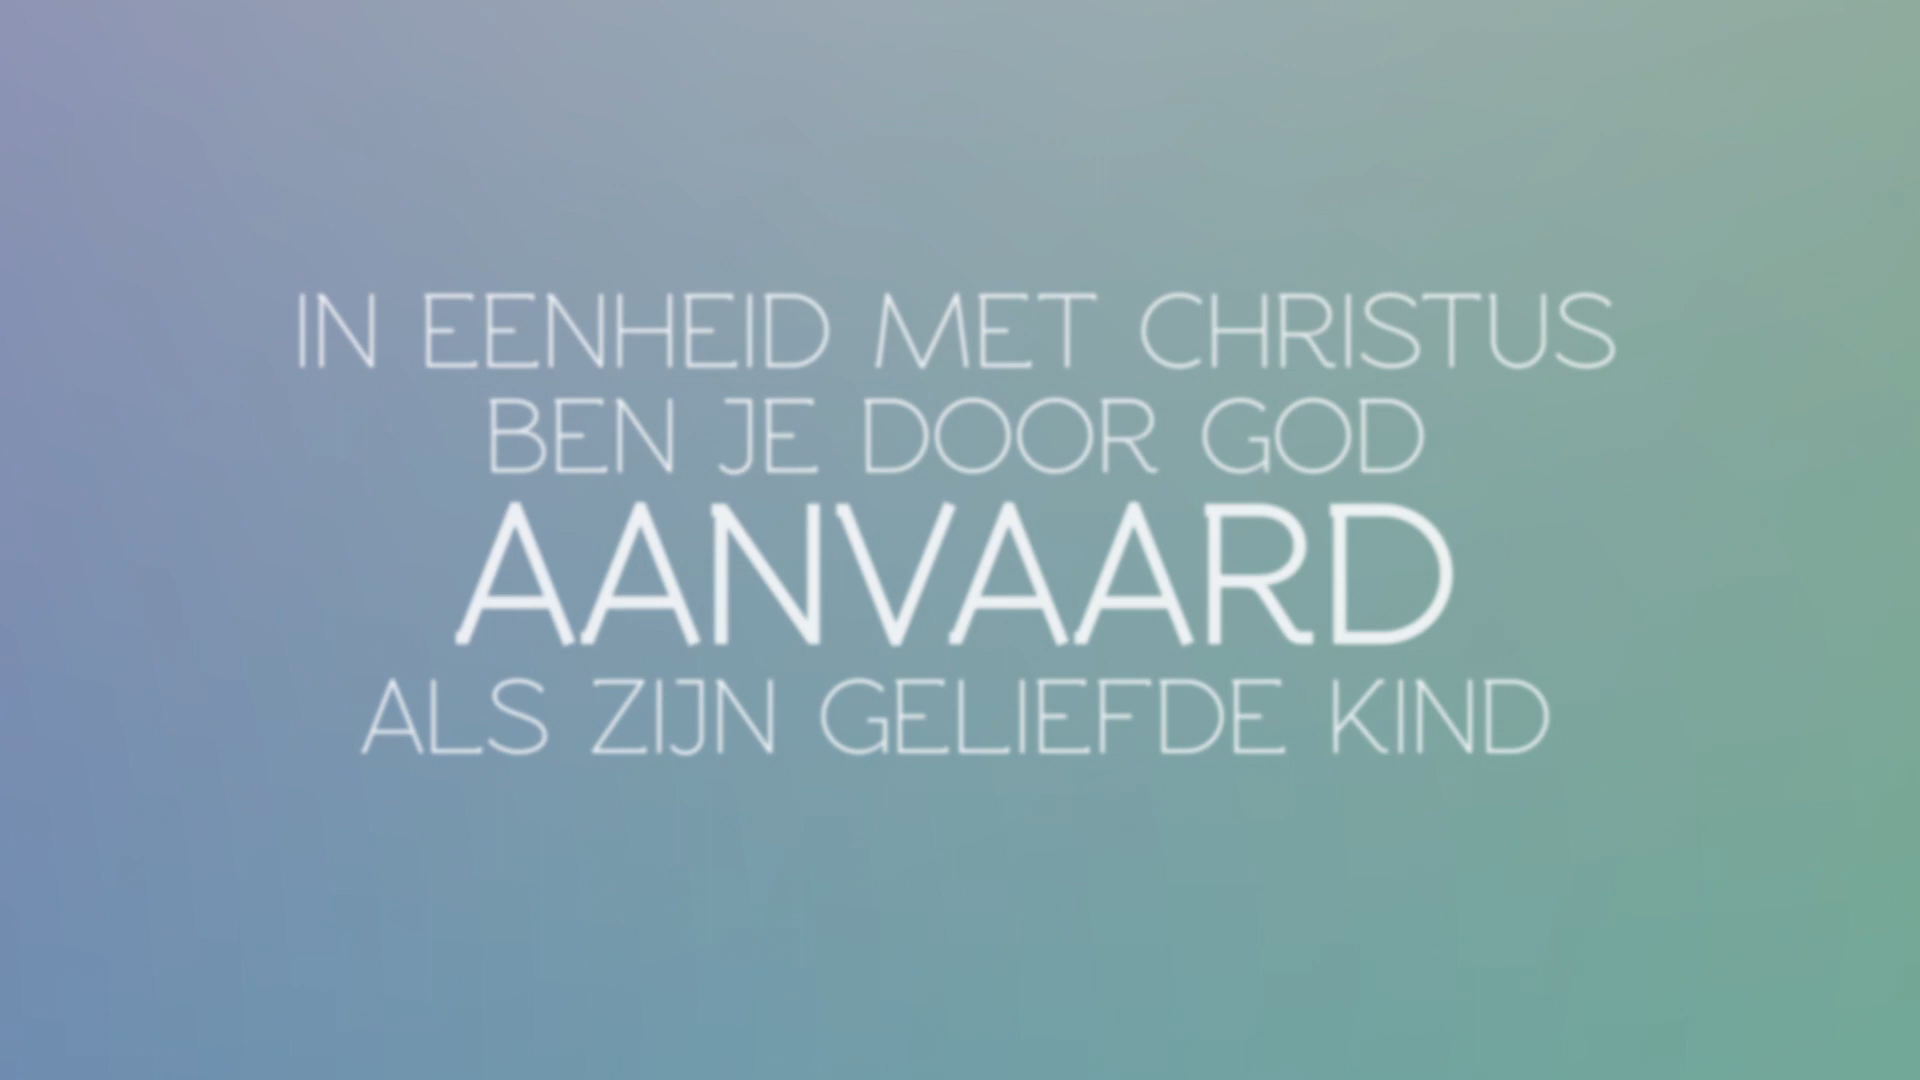 IN EENHEID MET CHRISTUS
BEN JE DOOR GOD
AANVAARD
ALS ZIJN GELIEFDE KIND